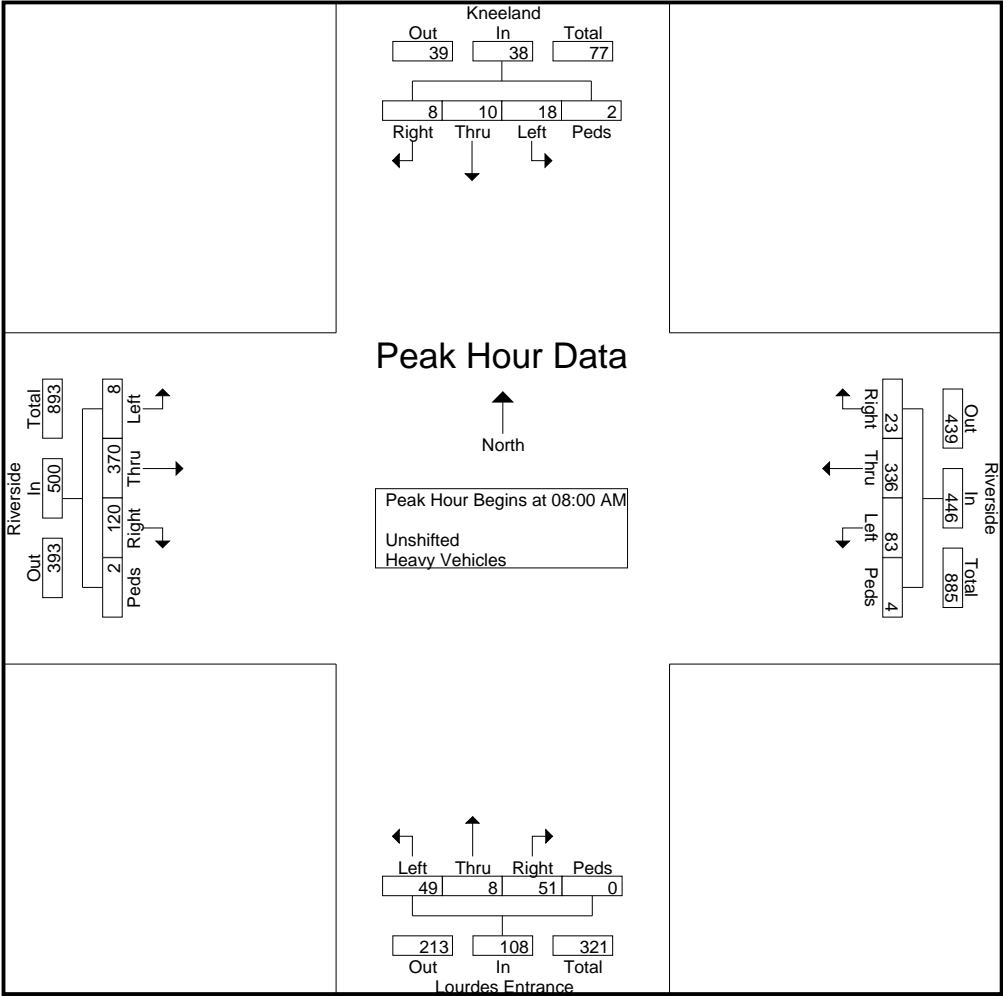 Kneeland
Out In Total
39 38 77
8 10 18 2
Right Thru Left Peds
Peak Hour Data
North
Peak Hour Begins at 08:00 AM
Unshifted
Heavy Vehicles
Riverside
Total In Out
893 500 393
8 370 120 2
Left Thru Right Peds
Right Thru Left Peds
23 336 83 4
Out In Total
439 446 885
Riverside
Left Thru Right Peds
49 8 51 0
213 108 321
Out In Total
Lourdes Entrance